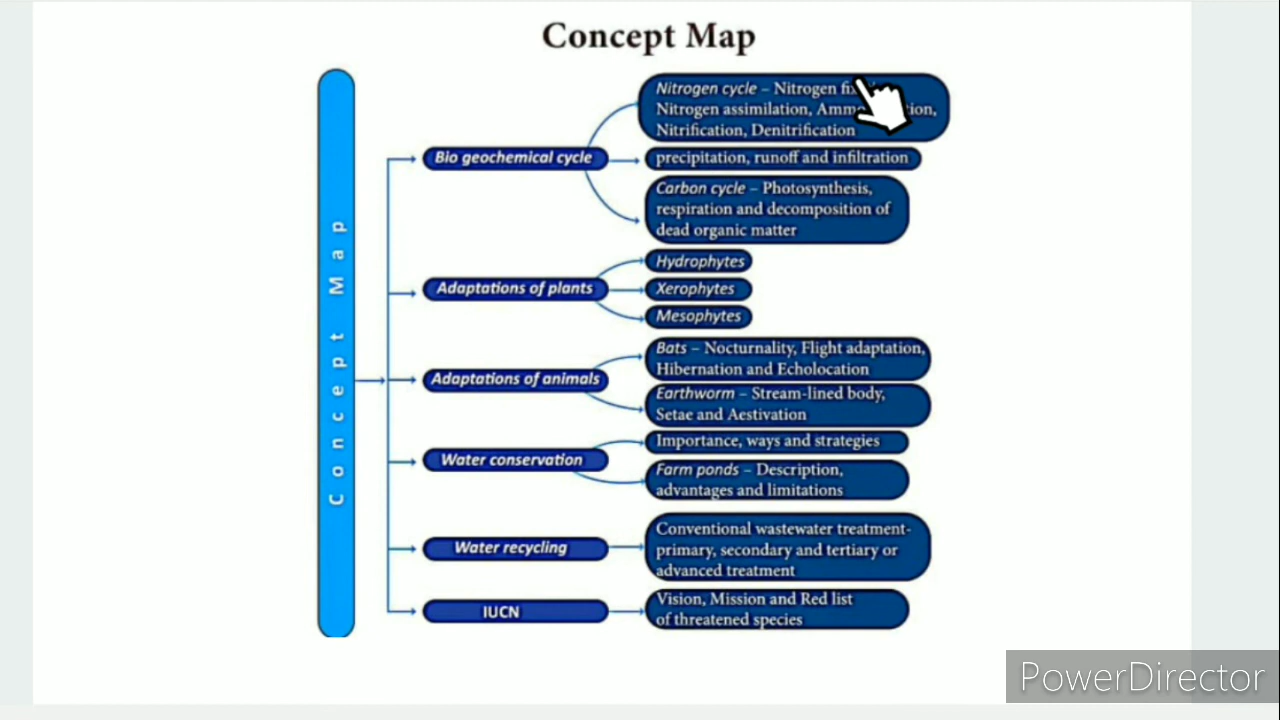 Concept Map
Concept Map
Nitrogen cycle – Nitrogen
Nitrogen assimilation,
Nitrification, Denitrification
Bio geochemical cycle
precipitation, runoff and infiltration
Carbon cycle – Photosynthesis,
respiration and decomposition of
dead organic matter
Adaptations of plants
Hydrophytes
Xerophytes
Mesophytes
Adaptations of animals
Bats – Nocturnality, Flight adaptation,
Hibernation and Echolocation
Earthworm – Stream-lined body,
Setae and Aestivation
Water conservation
Importance, ways and strategies
Farm ponds – Description,
advantages and limitations
Water recycling
Conventional wastewater treatment-
primary, secondary and tertiary or
advanced treatment
IUCN
Vision, Mission and Red list
of threatened species
PowerDirector